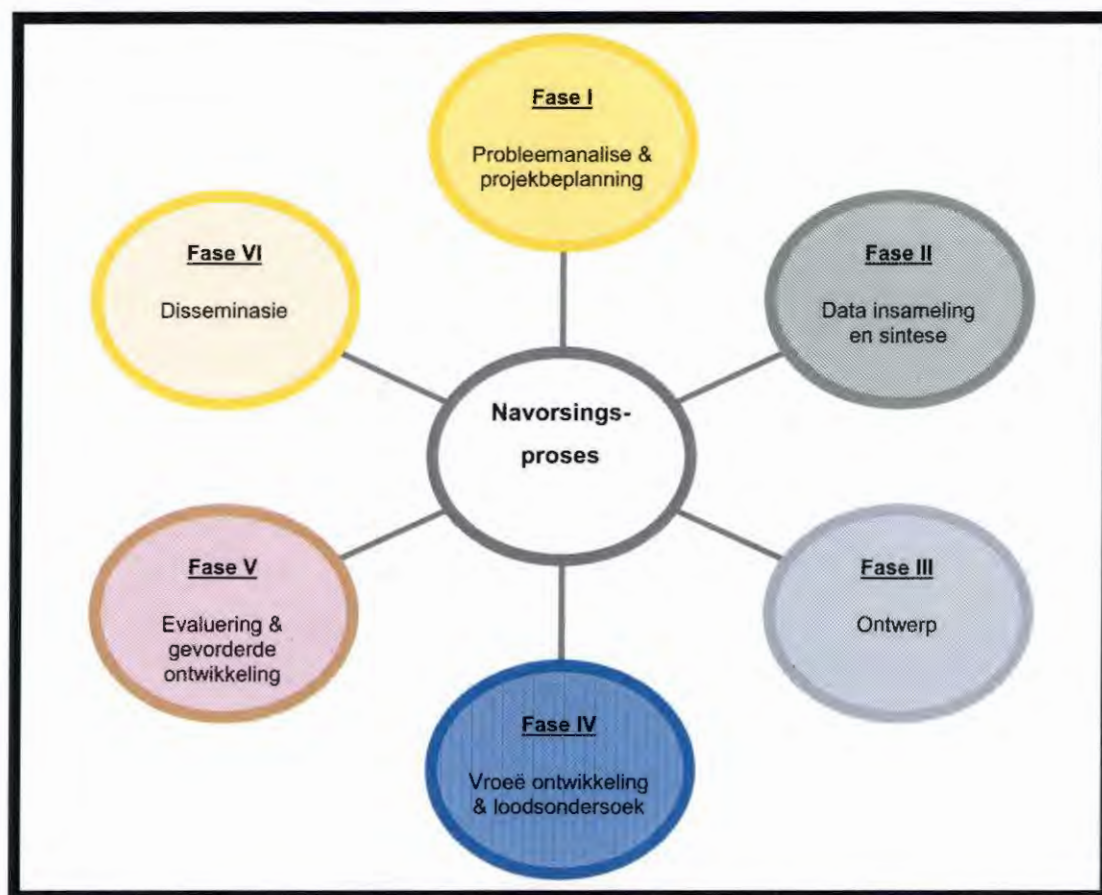 Fase I
Probleemanalise &
projekbeplanning
Fase II
Data insameling
en sintese
Fase III
Ontwerp
Fase IV
Vroeë ontwikkeling
& loodsondersoek
Fase V
Evaluering &
gevorderde
ontwikkeling
Fase VI
Disseminasie
Navorsings-
proses